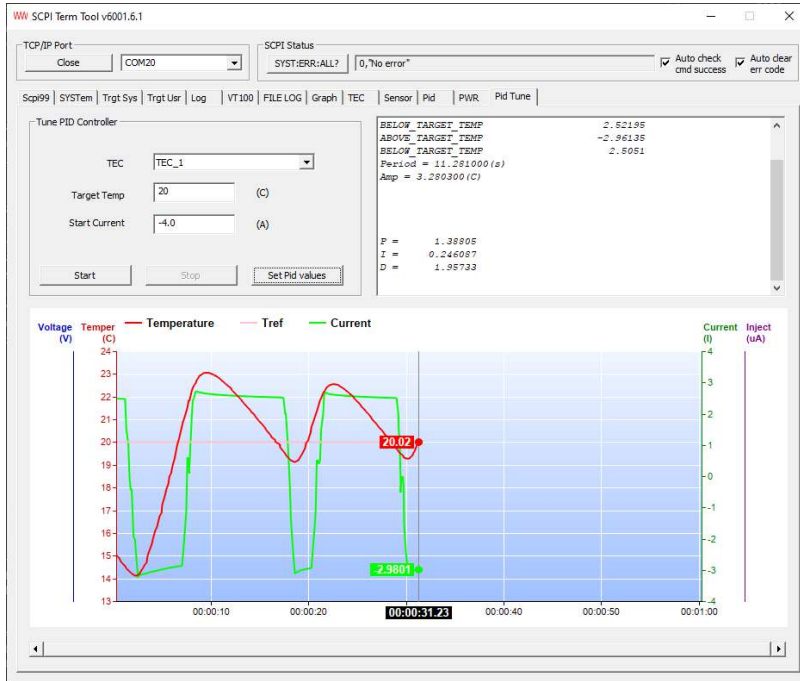 SCPI Term Tool v6001.6.1
TCP/IP Port
Close
COM20
SCPI Status
SYST:ERR:ALL?
0,"No error"
Auto check cmd success
Auto clear err code
Scpi99 SYSTem Trgt Sys Trgt Usr Log VT100 FILE LOG Graph TEC Sensor Pid PWR Pid Tune
Tune PID Controller
TEC TEC_1
Target Temp 20 (C)
Start Current -4.0 (A)
Start Stop Set Pid values
BELOW_TARGET_TEMP 2.52195
ABOVE_TARGET_TEMP -2.96135
BELOW_TARGET_TEMP 2.5051
Period = 11.281000(s)
Amp = 3.280300(C)
P = 1.38805
I = 0.246087
D = 1.95733
Voltage (V)
Temper (C)
Temperature Tref Current
Current (I)
Inject (uA)
24
23
22
21
20
19
18
17
16
15
14
13
4
3
2
1
0
-1
-2
-3
-4
20.02
-2.9801
00:00:10 00:00:20 00:00:31.23 00:00:40 00:00:50 00:01:00